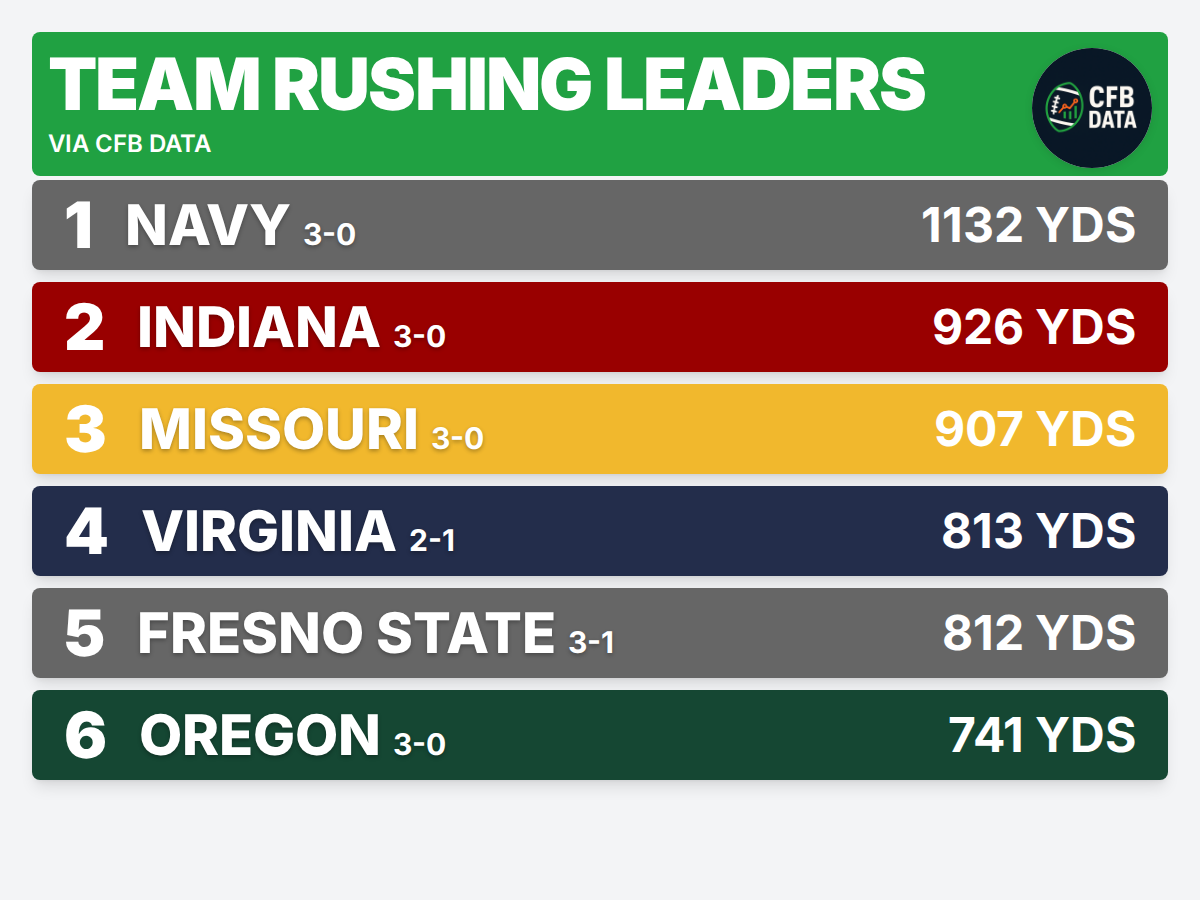 TEAM RUSHING LEADERS
VIA CFB DATA
CFB
DATA
1 NAVY 3-0 1132 YDS
2 INDIANA 3-0 926 YDS
3 MISSOURI 3-0 907 YDS
4 VIRGINIA 2-1 813 YDS
5 FRESNO STATE 3-1 812 YDS
6 OREGON 3-0 741 YDS